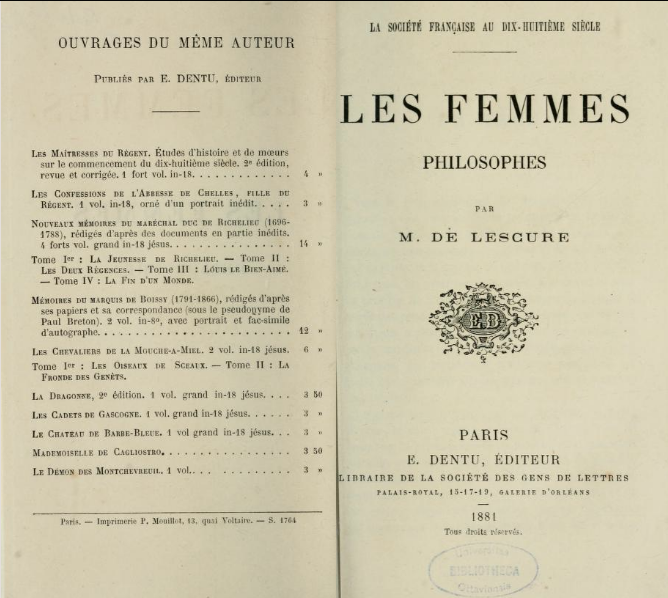 OUVRAGES DU MÊME AUTEUR
PUBLIÉS PAR E. DENTU, ÉDITEUR
LES MAÎTRESSES DU RÉGENT. Études d'histoire et de mœurs
sur le commencement du dix-huitième siècle. 2e édition,
revue et corrigée. 1 fort vol. in-18. . . . . . . . . . . . . 4 »
LES CONFESSIONS DE L'ABBESSE DE CHELLES, FILLE DU
RÉGENT. 1 vol. in-18, orné d'un portrait inédit. . . . . 3 »
NOUVEAUX MÉMOIRES DU MARÉCHAL DUC DE RICHELIEU (1696-
1788), rédigés d'après des documents en partie inédits.
4 forts vol. grand in-18 jésus. . . . . . . . . . . . . . . 14 »
Tome Ier : LA JEUNESSE DE RICHELIEU. — Tome II :
LES DEUX RÉGENCES. — Tome III : LOUIS LE BIEN-AIMÉ.
— Tome IV : LA FIN D'UN MONDE.
MÉMOIRES DU MARQUIS DE BOISSY (1791-1866), rédigés d'après
ses papiers et sa correspondance (sous le pseudogyme de
Paul Breton). 2 vol. in-8o, avec portrait et fac-simile
d'autographe. . . . . . . . . . . . . . . . . . . . . . . . 12 »
LES CHEVALIERS DE LA MOUCHE-A-MIEL. 2 vol. in-18 jésus. 6 »
Tome Ier : LES OISEAUX DE SCEAUX. — Tome II : LA
FRONDE DES GENÊTS.
LA DRAGONNE, 2e édition. 1 vol. grand in-18 jésus. . . . . 3 50
LES CADETS DE GASCOGNE. 1 vol. grand in-18 jésus. . . . . 3 »
LE CHATEAU DE BARBE-BLEUE. 1 vol grand in-18 jésus. . . 3 »
MADEMOISELLE DE CAGLIOSTRO. . . . . . . . . . . . . . . 3 50
LE DÉMON DES MONTCHEVREUIL. 1 vol. . . . . . . . . . . . 3 »
Paris. — Imprimerie P. Mouillot, 13, quai Voltaire. — S. 1764
LA SOCIÉTÉ FRANÇAISE AU DIX-HUITIÈME SIÈCLE
LES FEMMES
PHILOSOPHES
PAR
M. DE LESCURE
ED
PARIS
E. DENTU, ÉDITEUR
LIBRAIRE DE LA SOCIÉTÉ DES GENS DE LETTRES
PALAIS-ROYAL, 15-17-19, GALERIE D'ORLÉANS
1881
Tous droits réservés.
BIBLIOTHECA